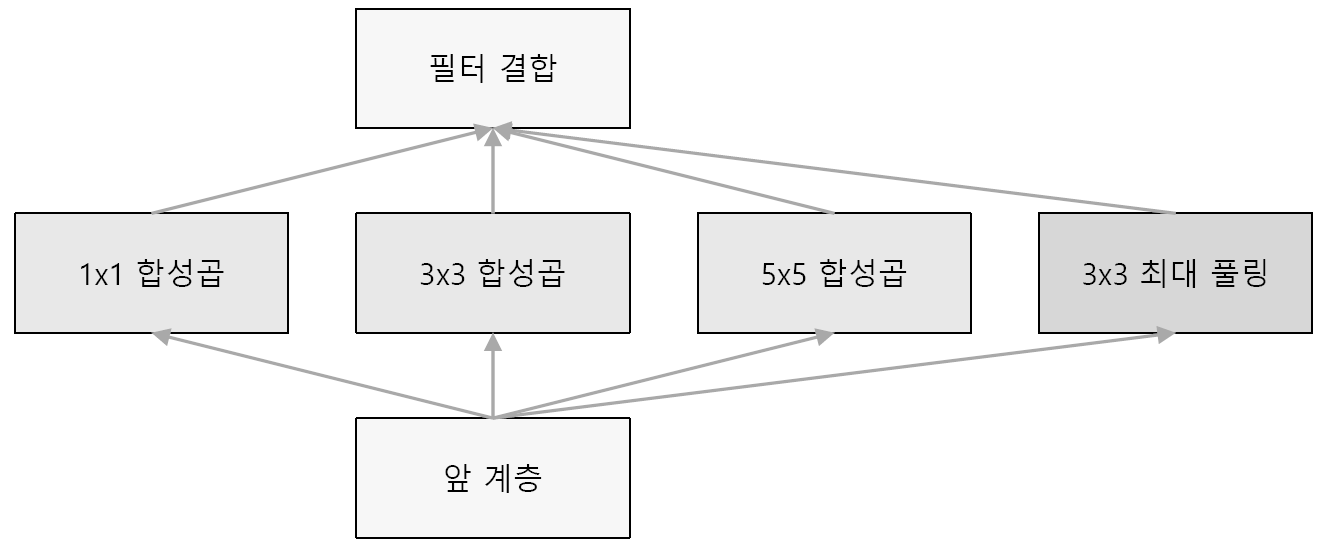 필터 결합
1x1 합성곱
3x3 합성곱
5x5 합성곱
3x3 최대 풀링
앞 계층